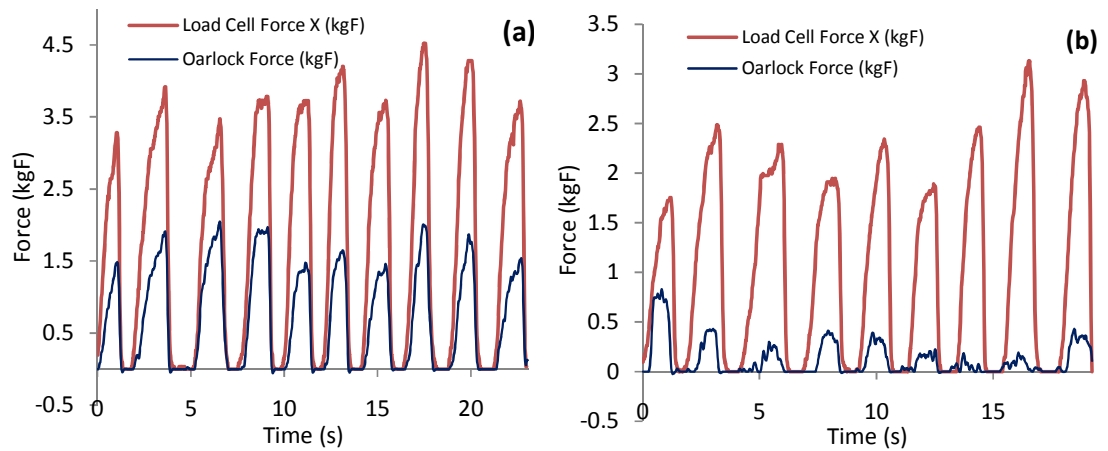 (a)
Load Cell Force X (kgF)
Oarlock Force (kgF)
Force (kgF)
4.5
3.5
2.5
1.5
0.5
-0.5
0
5
10
15
20
Time (s)
(b)
Load Cell Force X (kgF)
Oarlock Force (kgF)
Force (kgF)
3.5
3
2.5
2
1.5
1
0.5
0
-0.5
0
5
10
15
Time (s)